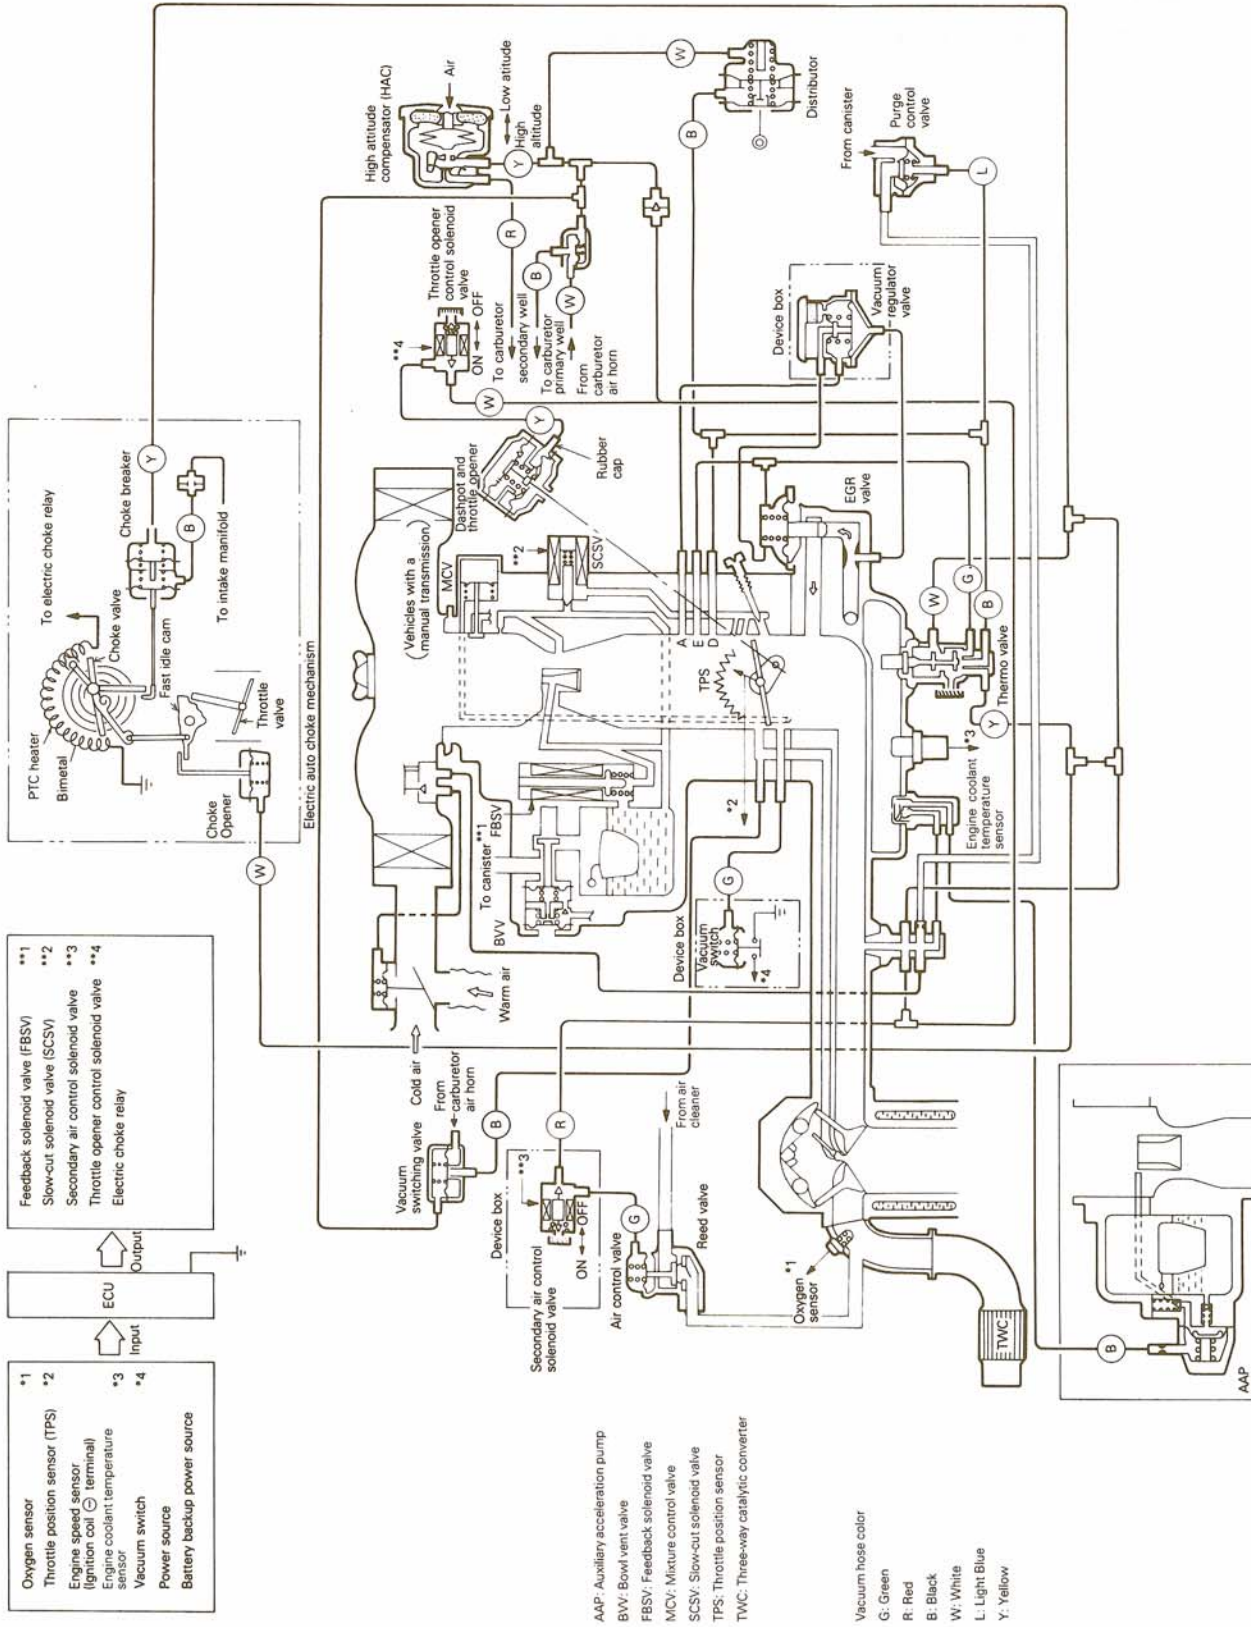 Oxygen sensor *1
Throttle position sensor (TPS) *2
Engine speed sensor
(Ignition coil ⊖ terminal)
Engine coolant temperature
sensor *3
Vacuum switch *4
Power source
Battery backup power source
Input
ECU
Output
Feedback solenoid valve (FBSV) **1
Slow-cut solenoid valve (SCSV) **2
Secondary air control solenoid valve **3
Throttle opener control solenoid valve **4
Electric choke relay
PTC heater
Bimetal
To electric choke relay
Choke valve
Fast idle cam
Choke breaker
Y
B
To intake manifold
Throttle
valve
Choke
Opener
W
Electric auto choke mechanism
High attitude
compensator (HAC)
Air
Low atitude
High
altitude
Y
R
B
W
Throttle opener
control solenoid
valve
**4
ON
OFF
To carburetor
secondary well
To carburetor
primary well
From
carburetor
air horn
W
B
Distributor
From canister
Purge
control
valve
L
Device box
Vacuum
regulator
valve
Dashpot and
throttle opener
Y
W
Rubber
cap
(Vehicles with a
manual transmission)
MCV
**2
SCSV
A
E
D
TPS
EGR
valve
W
G
B
Thermo valve
Y
*3
Engine coolant
temperature
sensor
*2
FBSV
To canister **1
BVV
Device box
Vacuum
switch
*4
G
Cold air
Warm air
Vacuum
switching valve
From
carburetor
air horn
B
R
Device box
**3
ON
OFF
Secondary air control
solenoid valve
G
Air control valve
From air
cleaner
Reed valve
*1
Oxygen
sensor
TWC
B
AAP
AAP: Auxiliary acceleration pump
BVV: Bowl vent valve
FBSV: Feedback solenoid valve
MCV: Mixture control valve
SCSV: Slow-cut solenoid valve
TPS: Throttle position sensor
TWC: Three-way catalytic converter
Vacuum hose color
G: Green
R: Red
B: Black
W: White
L: Light Blue
Y: Yellow